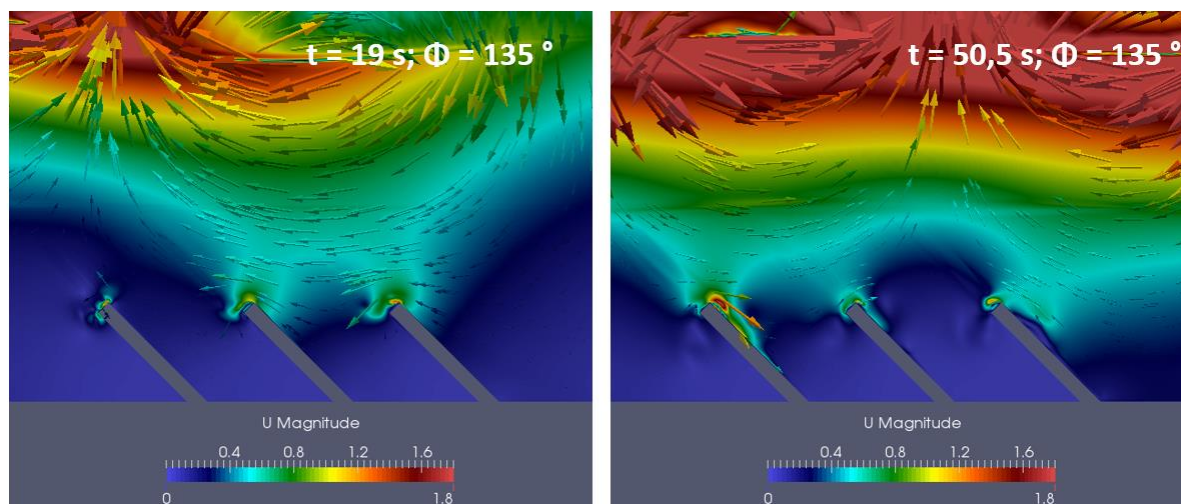 t = 19 s; Φ = 135 °
U Magnitude
0.4 0.8 1.2 1.6
0 1.8
t = 50,5 s; Φ = 135 °
U Magnitude
0.4 0.8 1.2 1.6
0 1.8